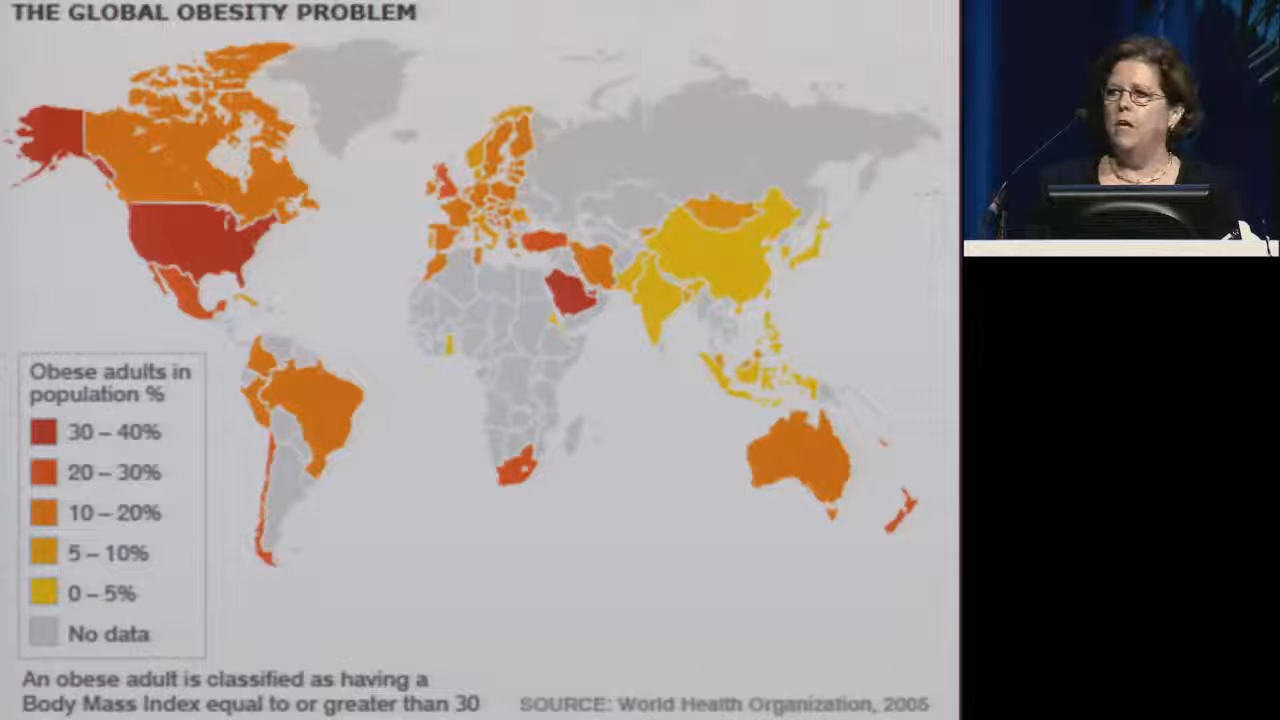 THE GLOBAL OBESITY PROBLEM
Obese adults in
population %
30 – 40%
20 – 30%
10 – 20%
5 – 10%
0 – 5%
No data
An obese adult is classified as having a
Body Mass Index equal to or greater than 30
SOURCE: World Health Organization, 2005